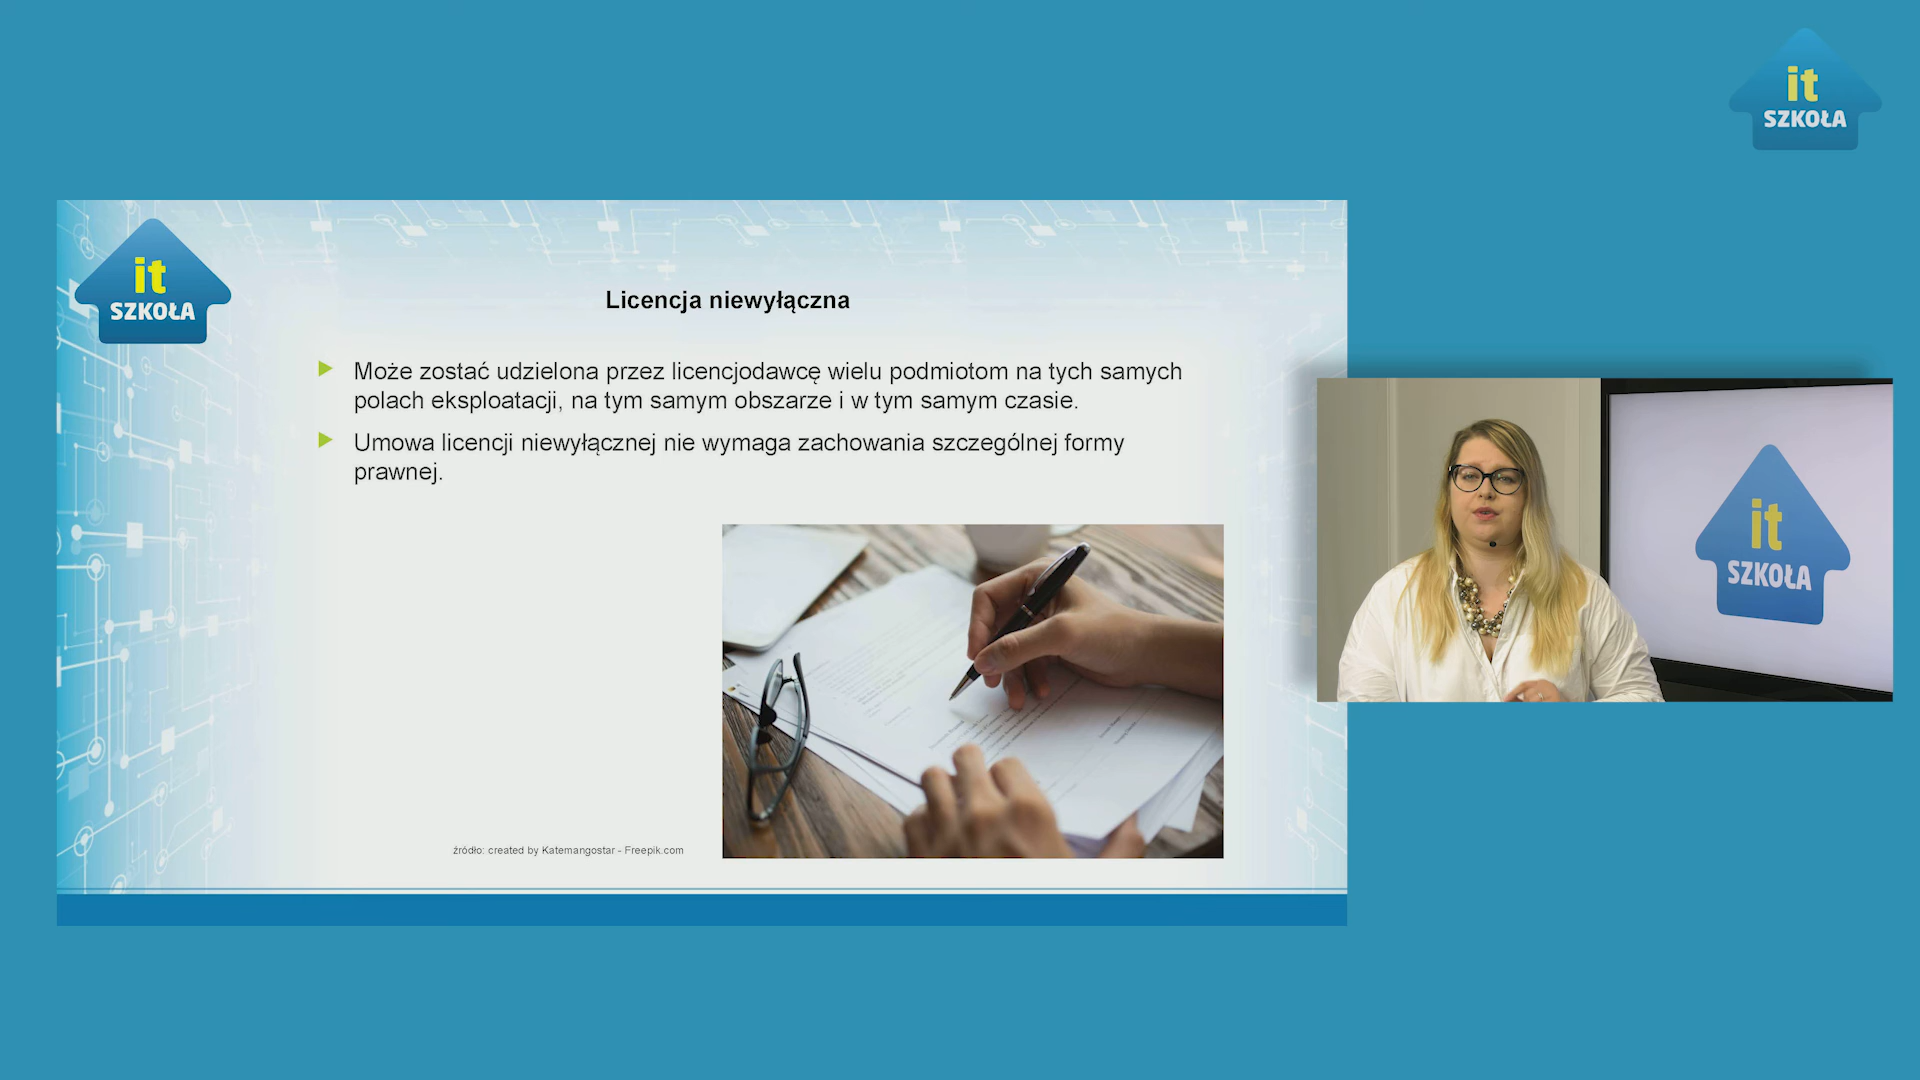 it
SZKOŁA
it
SZKOŁA
Licencja niewyłączna
Może zostać udzielona przez licencjodawcę wielu podmiotom na tych samych
polach eksploatacji, na tym samym obszarze i w tym samym czasie.
Umowa licencji niewyłącznej nie wymaga zachowania szczególnej formy
prawnej.
it
SZKOŁA
źródło: created by Katemangostar - Freepik.com